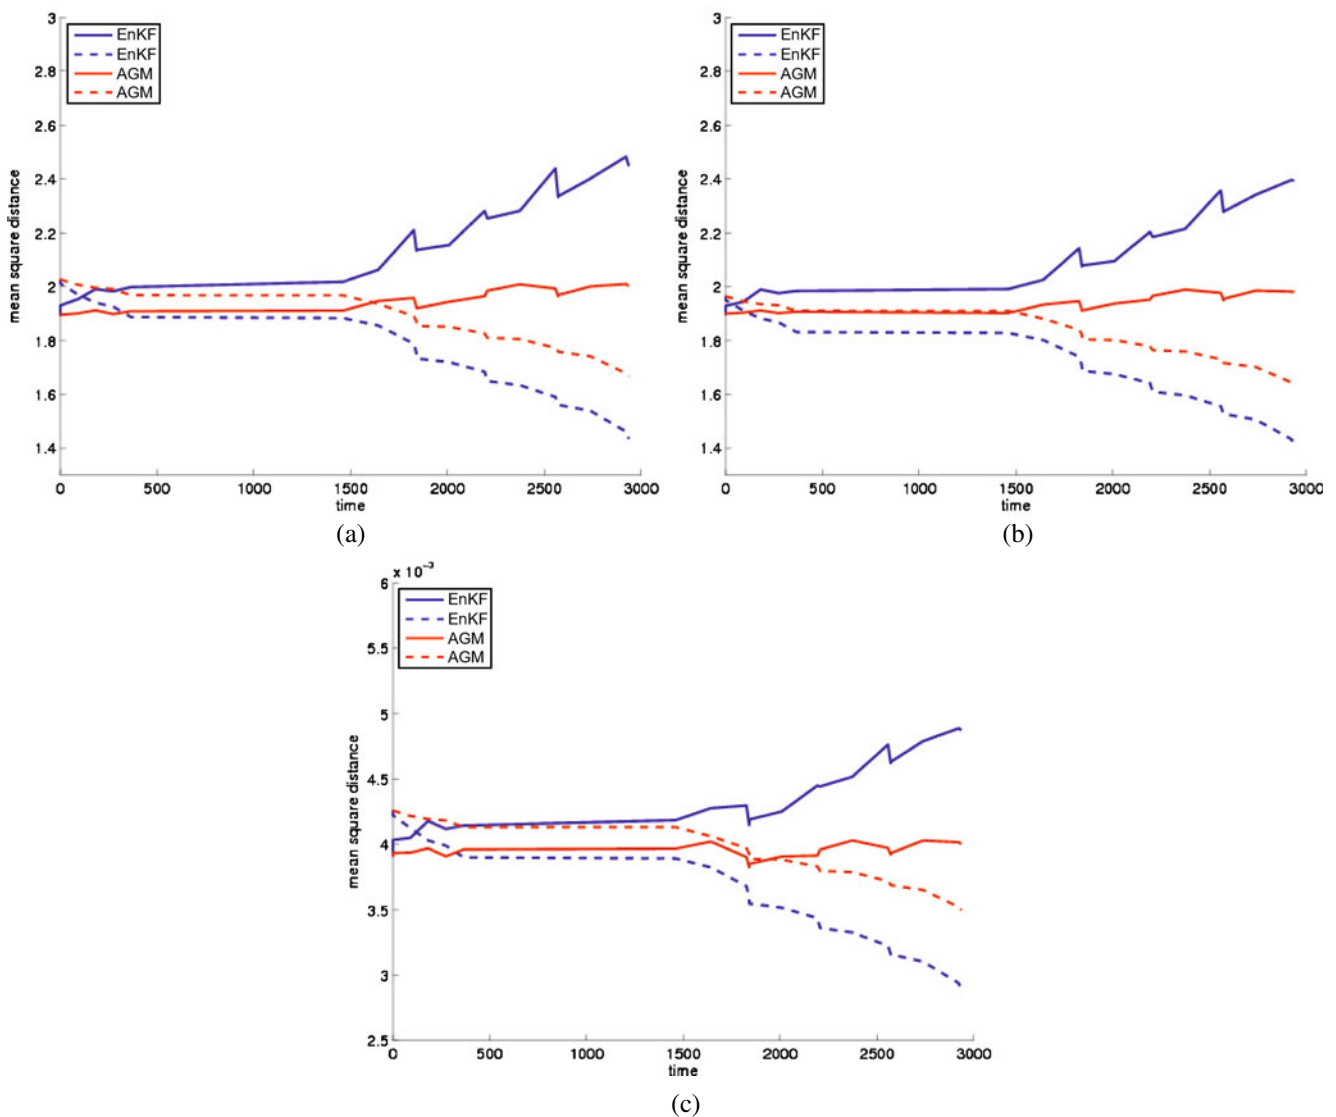 3
2.8
2.6
2.4
2.2
2
1.8
1.6
1.4
mean square distance
EnKF
EnKF
AGM
AGM
0 500 1000 1500 2000 2500 3000
time
(a)
3
2.8
2.6
2.4
2.2
2
1.8
1.6
1.4
mean square distance
EnKF
EnKF
AGM
AGM
0 500 1000 1500 2000 2500 3000
time
(b)
x 10⁻³
6
5.5
5
4.5
4
3.5
3
2.5
mean square distance
EnKF
EnKF
AGM
AGM
0 500 1000 1500 2000 2500 3000
time
(c)